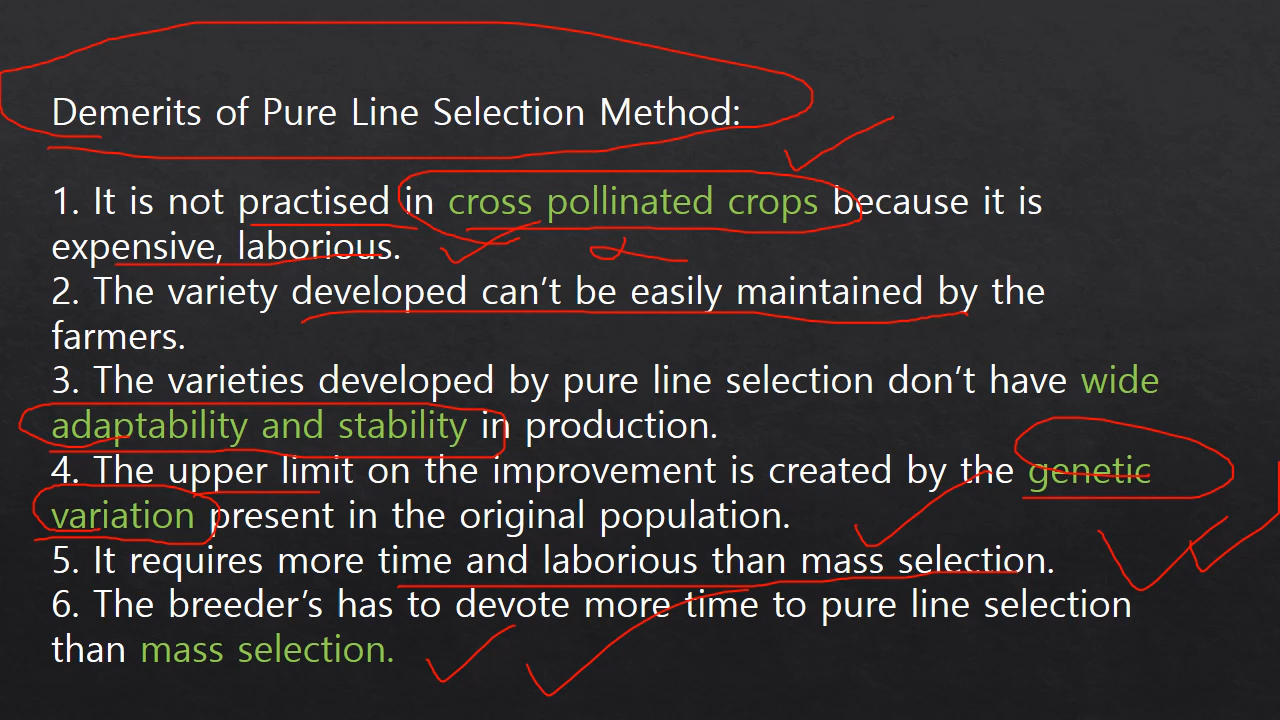 Demerits of Pure Line Selection Method:
1. It is not practised in cross pollinated crops because it is
expensive, laborious.
2. The variety developed can't be easily maintained by the
farmers.
3. The varieties developed by pure line selection don't have wide
adaptability and stability in production.
4. The upper limit on the improvement is created by the genetic
variation present in the original population.
5. It requires more time and laborious than mass selection.
6. The breeder's has to devote more time to pure line selection
than mass selection.